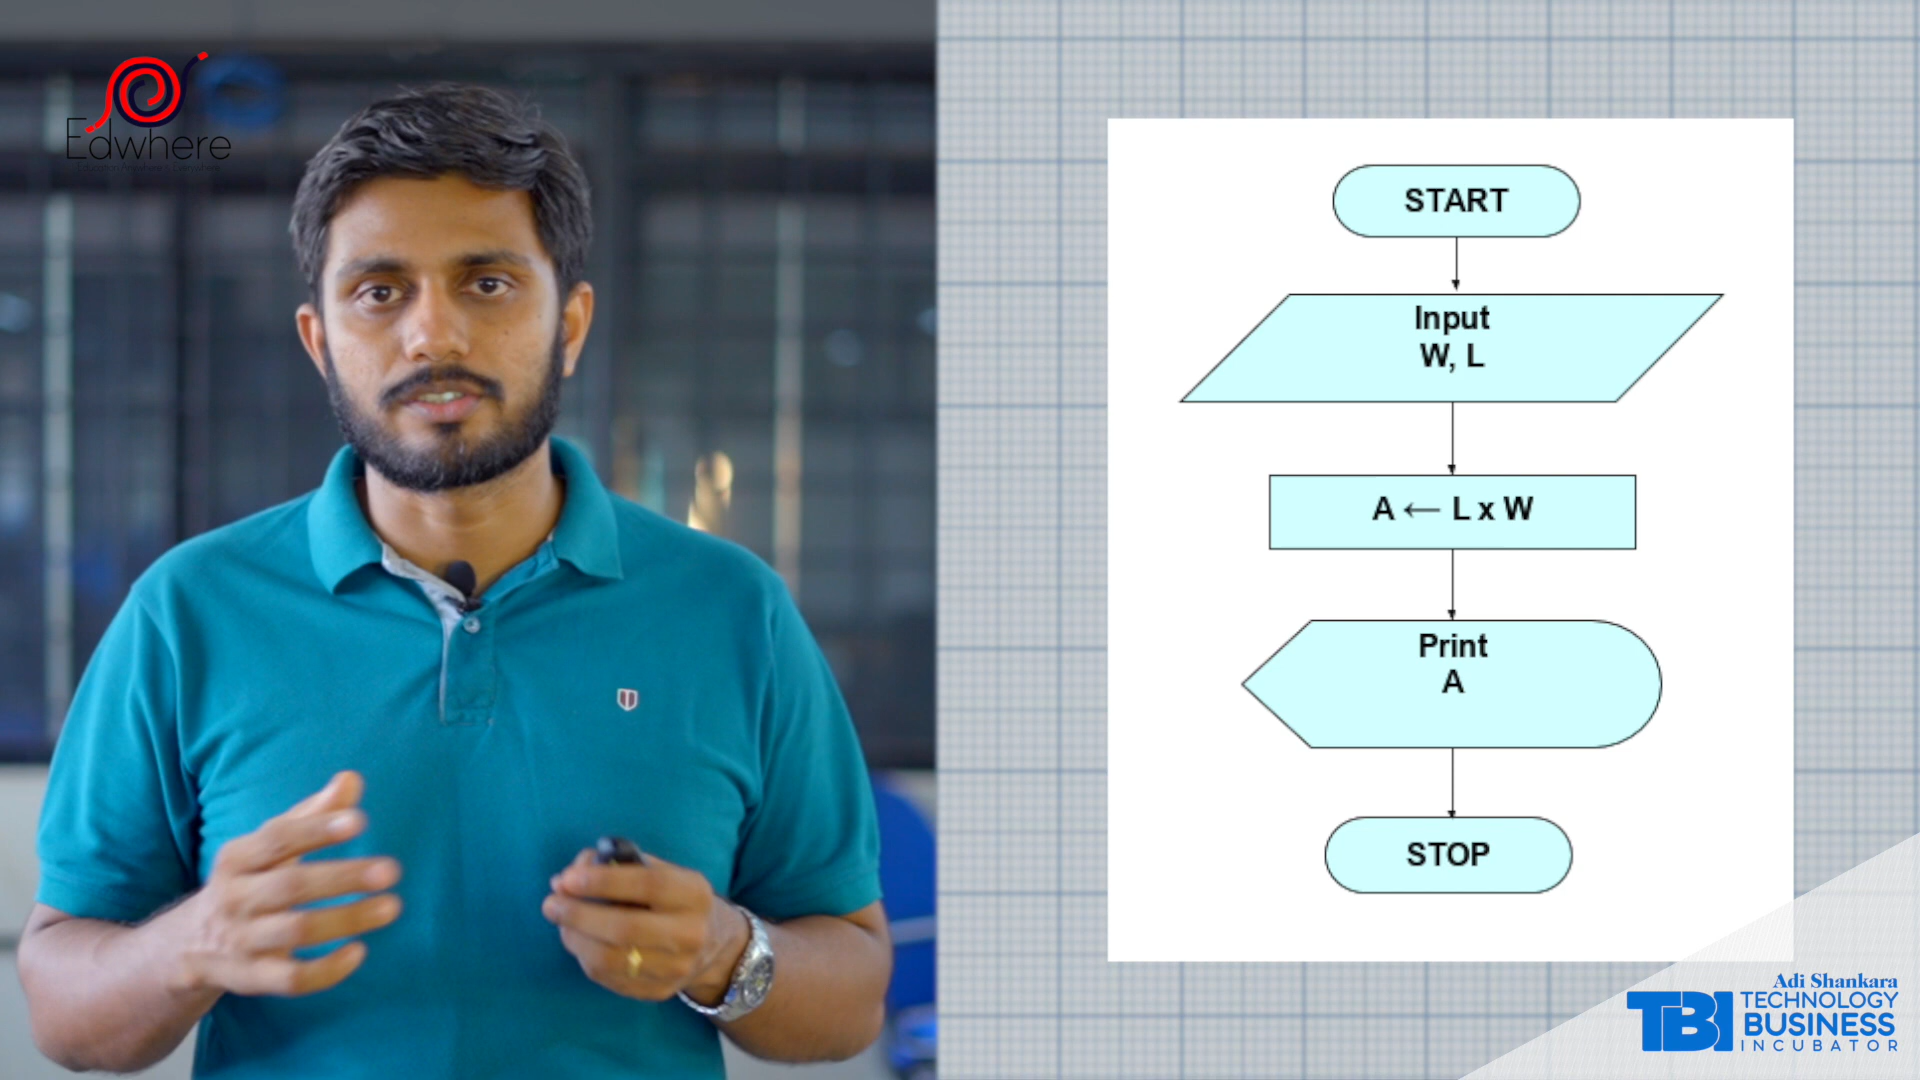 Edwhere
START
Input
W, L
A ← L x W
Print
A
STOP
Adi Shankara
TBI
TECHNOLOGY
BUSINESS
INCUBATOR